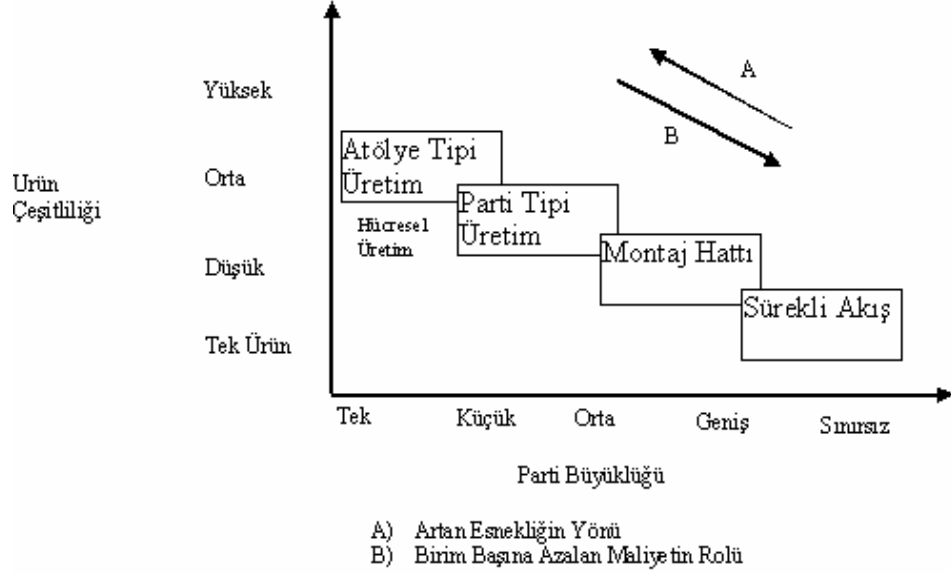 A
Yüksek
B
Atölye Tipi
Üretim
Ürün
Çeşitliliği
Orta
Parti Tipi
Üretim
Hücresel
Üretim
Montaj Hattı
Düşük
Sürekli Akış
Tek Ürün
Tek Küçük Orta Geniş Sınırsız
Parti Büyüklüğü
A) Artan Esnekliğin Yönü
B) Birim Başına Azalan Maliyetin Rolü